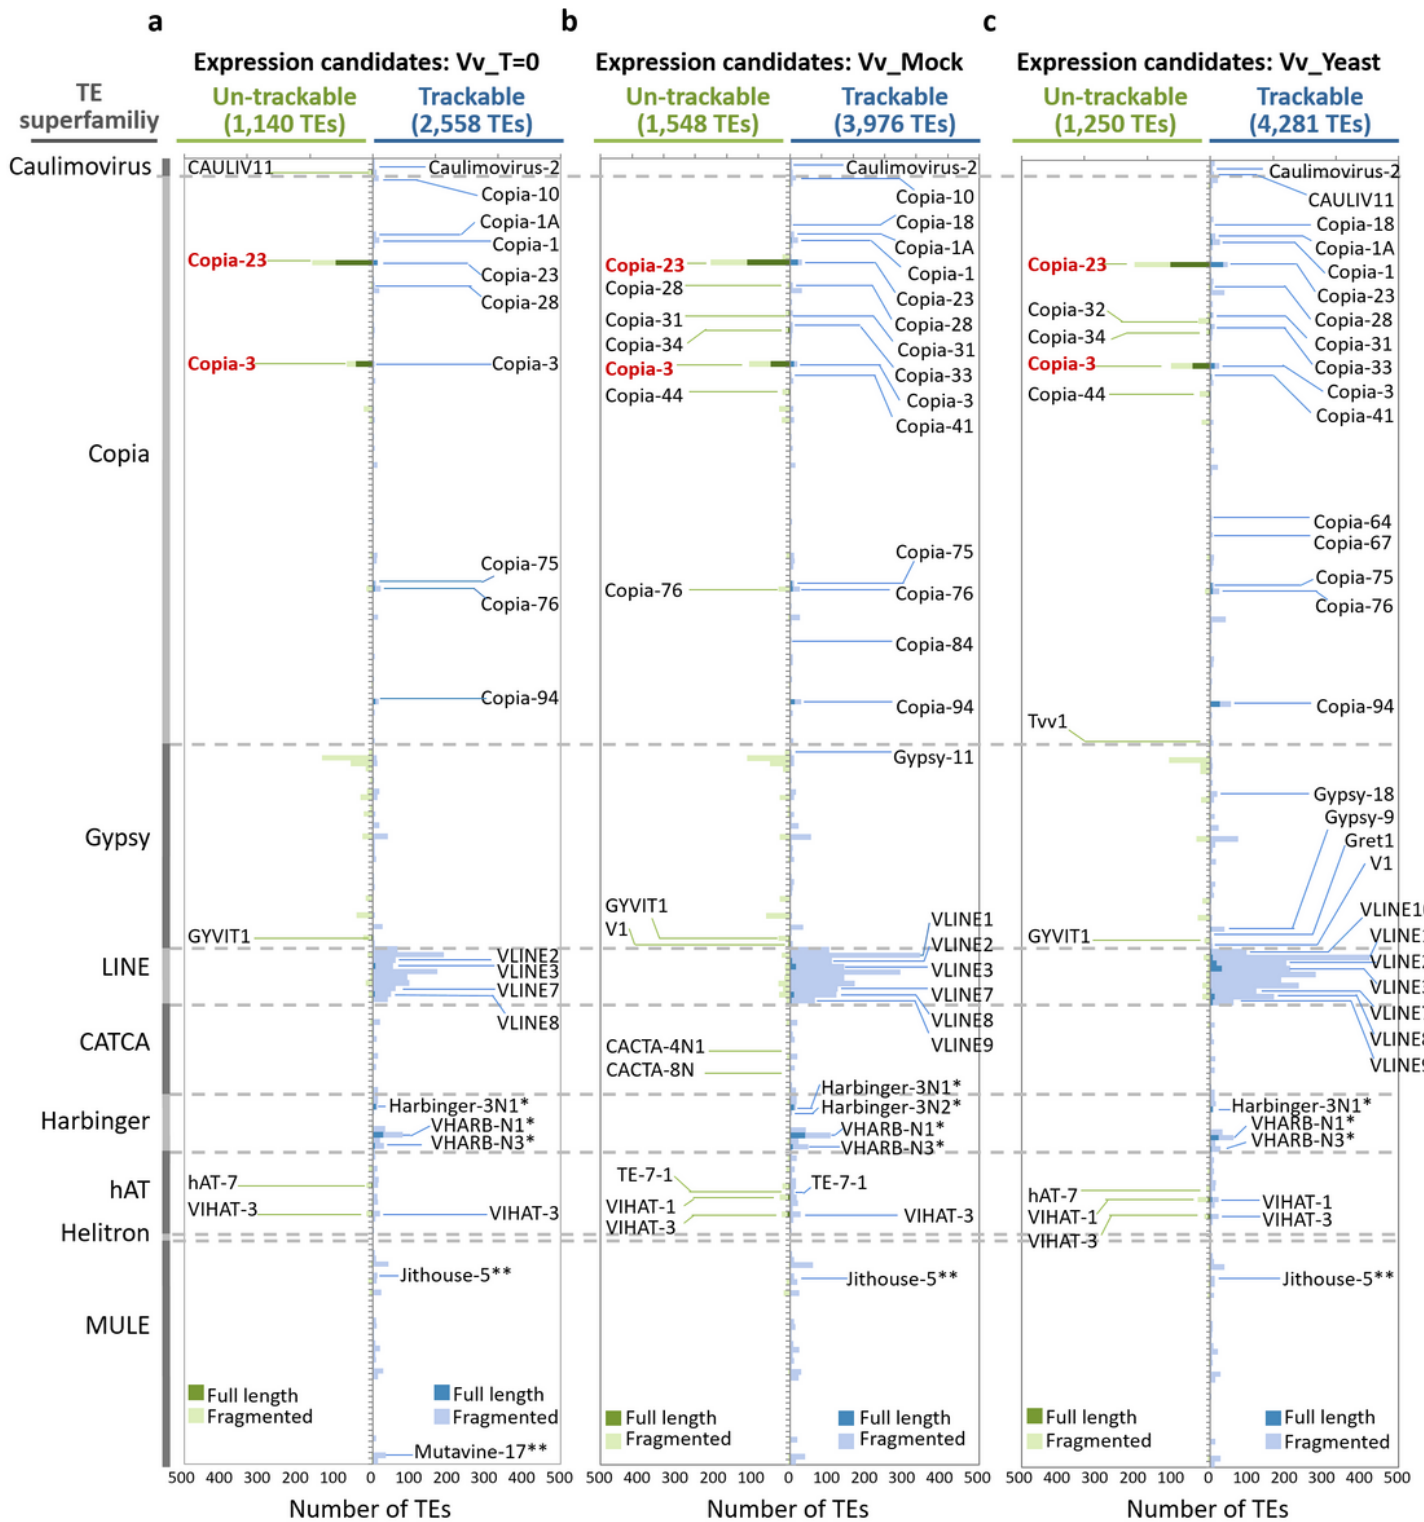 a
b
c
Expression candidates: Vv_T=0
Expression candidates: Vv_Mock
Expression candidates: Vv_Yeast
TE
superfamiliy
Un-trackable
(1,140 TEs)
Trackable
(2,558 TEs)
Un-trackable
(1,548 TEs)
Trackable
(3,976 TEs)
Un-trackable
(1,250 TEs)
Trackable
(4,281 TEs)
Caulimovirus
Copia
Gypsy
LINE
CATCA
Harbinger
hAT
Helitron
MULE
CAULIV11
Copia-23
Copia-3
GYVIT1
hAT-7
VIHAT-3
Caulimovirus-2
Copia-10
Copia-1A
Copia-1
Copia-23
Copia-28
Copia-3
Copia-75
Copia-76
Copia-94
VLINE2
VLINE3
VLINE7
VLINE8
Harbinger-3N1*
VHARB-N1*
VHARB-N3*
VIHAT-3
Jithouse-5**
Mutavine-17**
Full length
Fragmented
Full length
Fragmented
500 400 300 200 100 0 100 200 300 400 500
Number of TEs
Copia-23
Copia-28
Copia-31
Copia-34
Copia-3
Copia-44
Copia-76
GYVIT1
V1
CACTA-4N1
CACTA-8N
TE-7-1
VIHAT-1
VIHAT-3
Caulimovirus-2
Copia-10
Copia-18
Copia-1A
Copia-1
Copia-23
Copia-28
Copia-31
Copia-33
Copia-3
Copia-41
Copia-75
Copia-76
Copia-84
Copia-94
Gypsy-11
VLINE1
VLINE2
VLINE3
VLINE7
VLINE8
VLINE9
Harbinger-3N1*
Harbinger-3N2*
VHARB-N1*
VHARB-N3*
TE-7-1
VIHAT-3
Jithouse-5**
Full length
Fragmented
Full length
Fragmented
500 400 300 200 100 0 100 200 300 400 500
Number of TEs
Copia-23
Copia-32
Copia-34
Copia-3
Copia-44
Tvv1
GYVIT1
hAT-7
VIHAT-1
VIHAT-3
Caulimovirus-2
CAULIV11
Copia-18
Copia-1A
Copia-1
Copia-23
Copia-28
Copia-31
Copia-33
Copia-3
Copia-41
Copia-64
Copia-67
Copia-75
Copia-76
Copia-94
Gypsy-18
Gypsy-9
Gret1
V1
VLINE10
VLINE1
VLINE2
VLINE3
VLINE7
VLINE8
VLINE9
Harbinger-3N1*
VHARB-N1*
VHARB-N3*
VIHAT-1
VIHAT-3
Jithouse-5**
Full length
Fragmented
Full length
Fragmented
500 400 300 200 100 0 100 200 300 400 500
Number of TEs